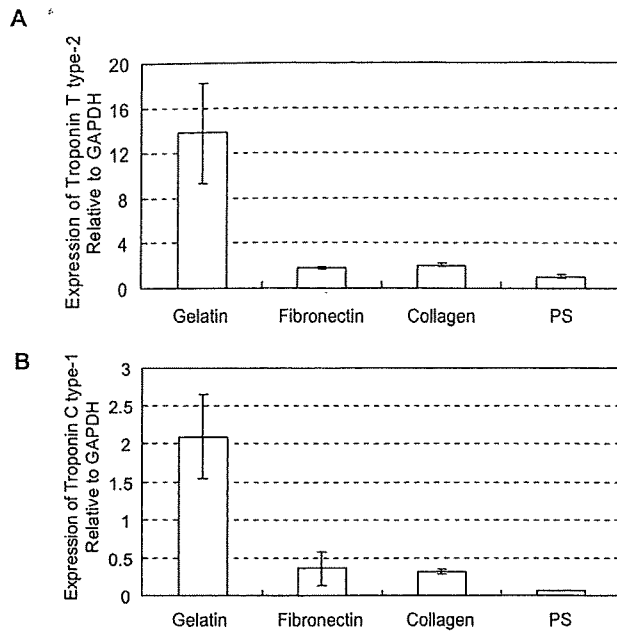 A
Expression of Troponin T type-2
Relative to GAPDH
20
16
12
8
4
0
Gelatin Fibronectin Collagen PS
B
Expression of Troponin C type-1
Relative to GAPDH
3
2.5
2
1.5
1
0.5
0
Gelatin Fibronectin Collagen PS